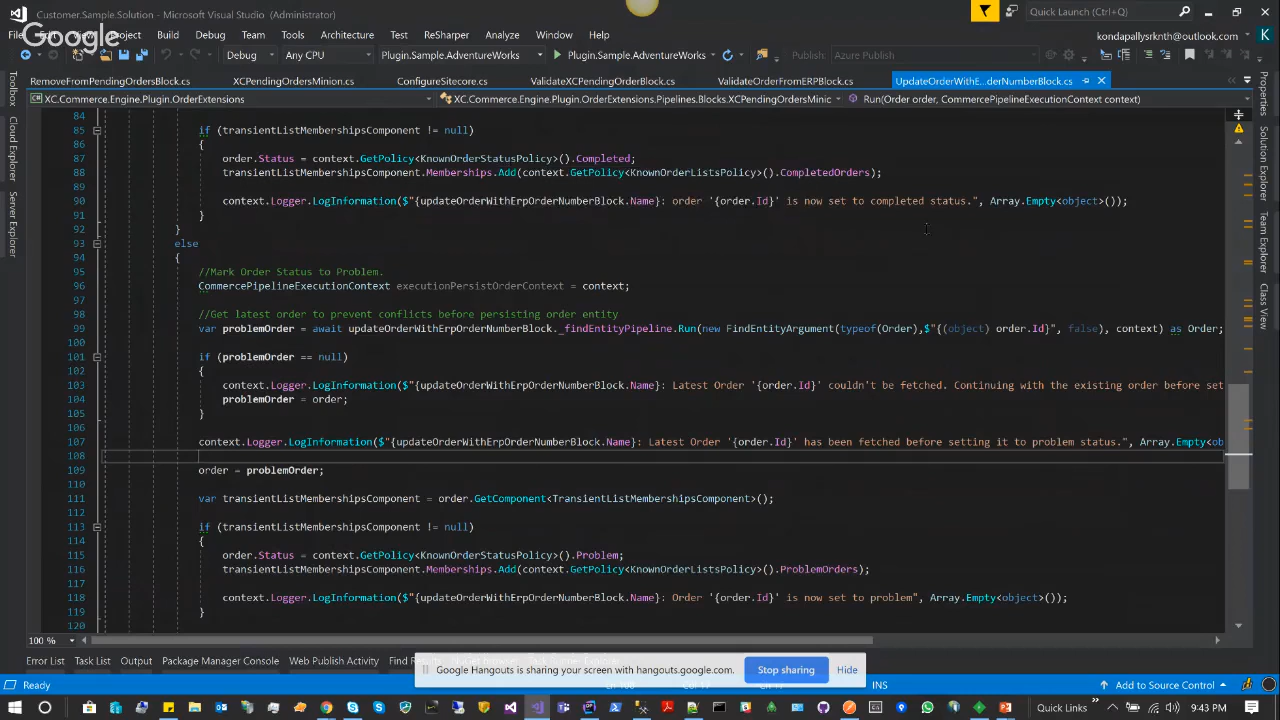 Customer.Sample.Solution - Microsoft Visual Studio (Administrator)
Quick Launch (Ctrl+Q)
Google
File Project Build Debug Team Tools Architecture Test ReSharper Analyze Window Help
kondapallysrknth@outlook.com K
Debug Any CPU Plugin.Sample.AdventureWorks Plugin.Sample.AdventureWorks Publish: Azure Publish
RemoveFromPendingOrdersBlock.cs XCPendingOrdersMinion.cs ConfigureSitecore.cs ValidateXCPendingOrderBlock.cs ValidateOrderFromERPBlock.cs UpdateOrderWithE...derNumberBlock.cs
XC.Commerce.Engine.Plugin.OrderExtensions XC.Commerce.Engine.Plugin.OrderExtensions.Pipelines.Blocks.XCPendingOrdersMinic Run(Order order, CommercePipelineExecutionContext context)
Toolbox
Cloud Explorer
Server Explorer
Properties
Solution Explorer
Team Explorer
Class View
84
85 if (transientListMembershipsComponent != null)
86 {
87 order.Status = context.GetPolicy<KnownOrderStatusPolicy>().Completed;
88 transientListMembershipsComponent.Memberships.Add(context.GetPolicy<KnownOrderListsPolicy>().CompletedOrders);
89
90 context.Logger.LogInformation($"{updateOrderWithErpOrderNumberBlock.Name}: order '{order.Id}' is now set to completed status.", Array.Empty<object>());
91 }
92 }
93 else
94 {
95 //Mark Order Status to Problem.
96 CommercePipelineExecutionContext executionPersistOrderContext = context;
97
98 //Get latest order to prevent conflicts before persisting order entity
99 var problemOrder = await updateOrderWithErpOrderNumberBlock._findEntityPipeline.Run(new FindEntityArgument(typeof(Order),$"{(object) order.Id}", false), context) as Order;
100
101 if (problemOrder == null)
102 {
103 context.Logger.LogInformation($"{updateOrderWithErpOrderNumberBlock.Name}: Latest Order '{order.Id}' couldn't be fetched. Continuing with the existing order before set
104 problemOrder = order;
105 }
106
107 context.Logger.LogInformation($"{updateOrderWithErpOrderNumberBlock.Name}: Latest Order '{order.Id}' has been fetched before setting it to problem status.", Array.Empty<ob
108
109 order = problemOrder;
110
111 var transientListMembershipsComponent = order.GetComponent<TransientListMembershipsComponent>();
112
113 if (transientListMembershipsComponent != null)
114 {
115 order.Status = context.GetPolicy<KnownOrderStatusPolicy>().Problem;
116 transientListMembershipsComponent.Memberships.Add(context.GetPolicy<KnownOrderListsPolicy>().ProblemOrders);
117
118 context.Logger.LogInformation($"{updateOrderWithErpOrderNumberBlock.Name}: Order '{order.Id}' is now set to problem", Array.Empty<object>());
119 }
120
100 %
Error List Task List Output Package Manager Console Web Publish Activity
Google Hangouts is sharing your screen with hangouts.google.com. Stop sharing Hide
Ready INS Add to Source Control
Quick Links 9:43 PM